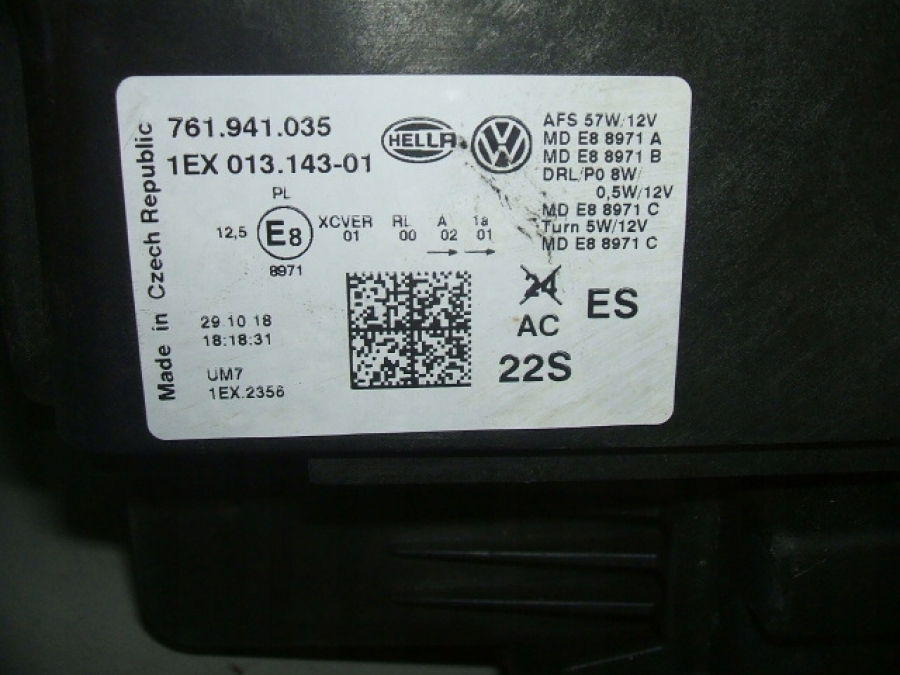 Made in Czech Republic
761.941.035
1EX 013.143-01
HELLA
VW
AFS 57W/12V
MD E8 8971 A
MD E8 8971 B
DRL/PO 8W/
0,5W/12V
MD E8 8971 C
Turn 5W/12V
MD E8 8971 C
PL
12,5
E8
8971
XCVER RL A 1a
01 00 02 01
29.10 18
18:18:31
UM7
1EX.2356
24
AC
ES
22S